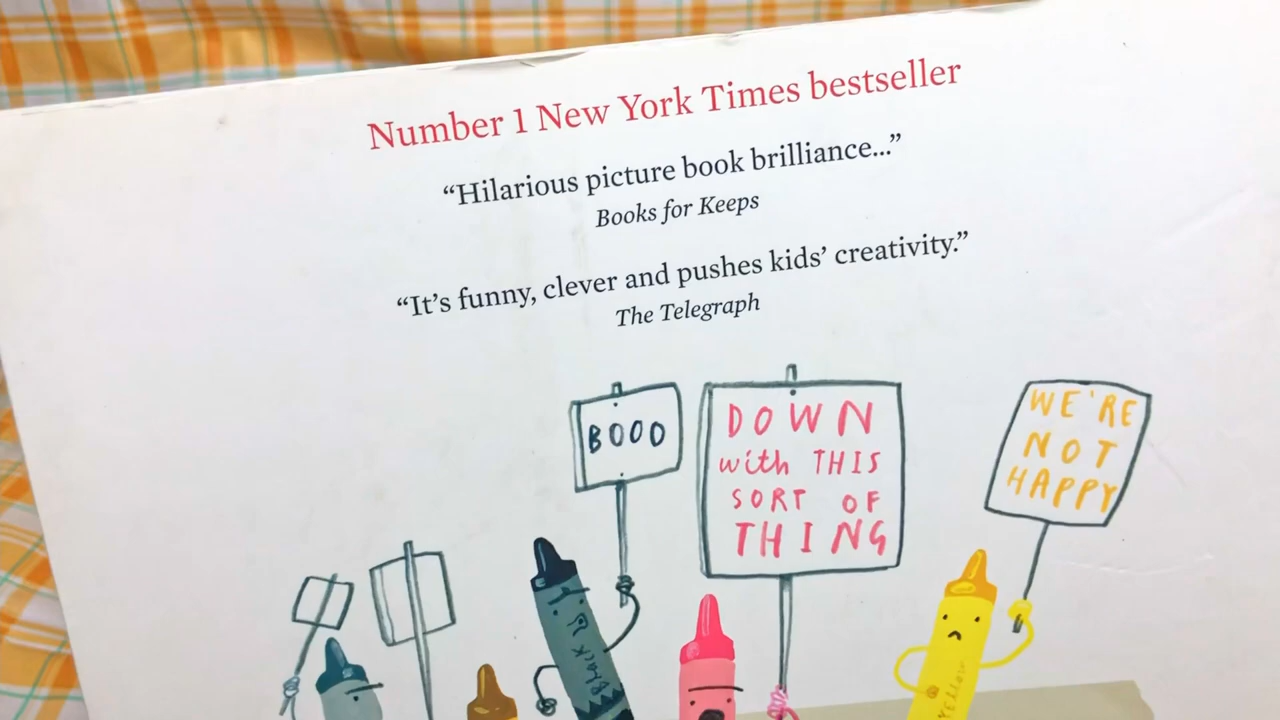 Number 1 New York Times bestseller
“Hilarious picture book brilliance...”
Books for Keeps
“It’s funny, clever and pushes kids’ creativity.”
The Telegraph
BOOO
DOWN
with THIS
SORT OF
THING
WE'RE
NOT
HAPPY
Black
Yellow